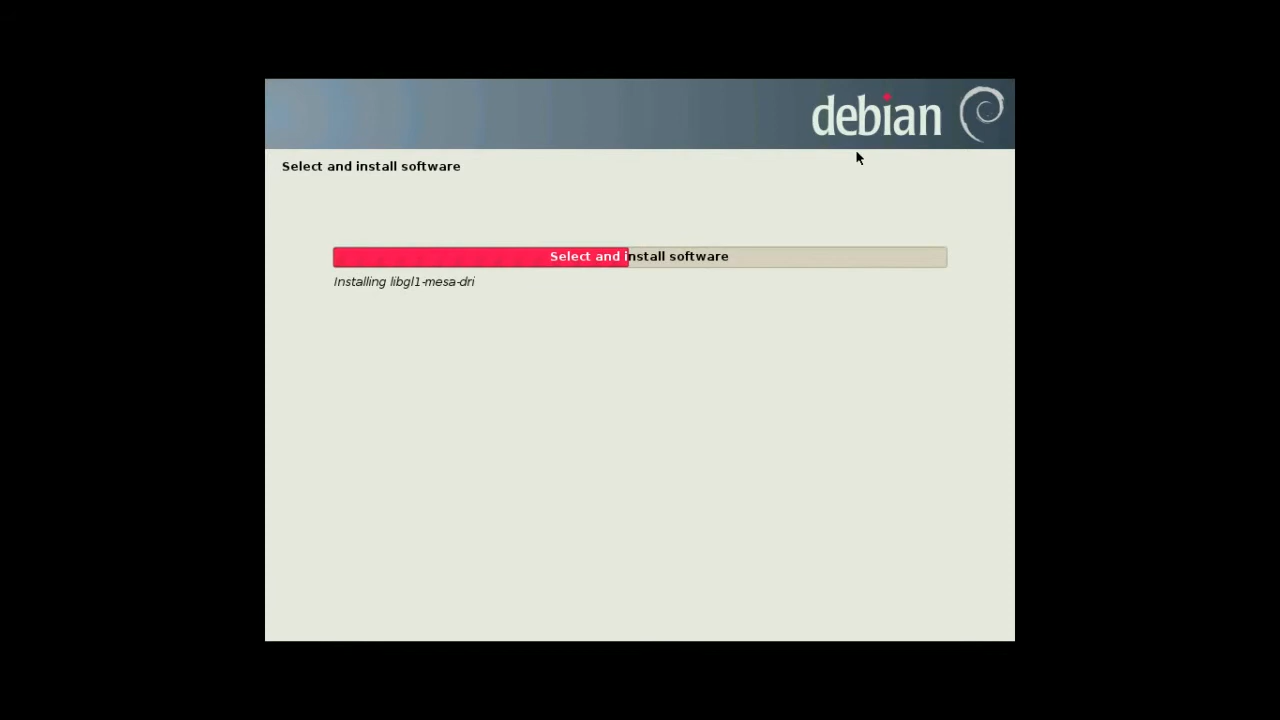 debian
Select and install software
Select and install software
Installing libgl1-mesa-dri